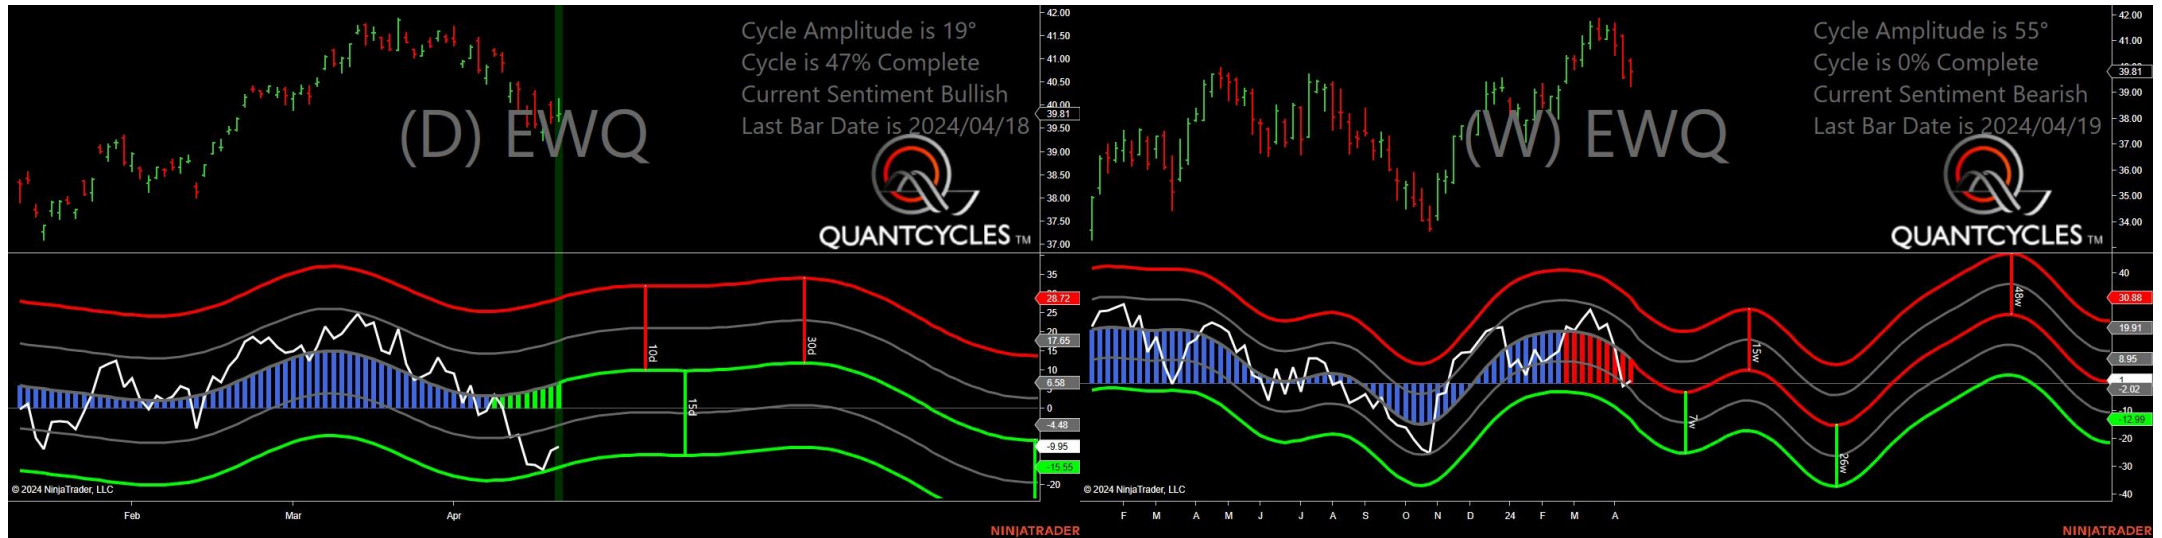 Cycle Amplitude is 19°
Cycle is 47% Complete
Current Sentiment Bullish
Last Bar Date is 2024/04/18
(D) EWQ
QUANTCYCLES TM
42.00
41.50
41.00
40.50
40.00
39.81
39.50
39.00
38.50
38.00
37.50
37.00
35
28.72
25
17.65
15
10
6.58
0
-4.48
-9.95
-15.55
-20
10d
15d
30d
© 2024 NinjaTrader, LLC
Feb Mar Apr
NINJATRADER
Cycle Amplitude is 55°
Cycle is 0% Complete
Current Sentiment Bearish
Last Bar Date is 2024/04/19
(W) EWQ
QUANTCYCLES TM
42.00
41.00
39.81
39.00
38.00
37.00
36.00
35.00
34.00
40
30.88
19.91
8.95
-2.02
-10
-12.99
-20
-30
-40
7w
15w
26w
48w
© 2024 NinjaTrader, LLC
F M A M J J A S O N D 24 F M A
NINJATRADER